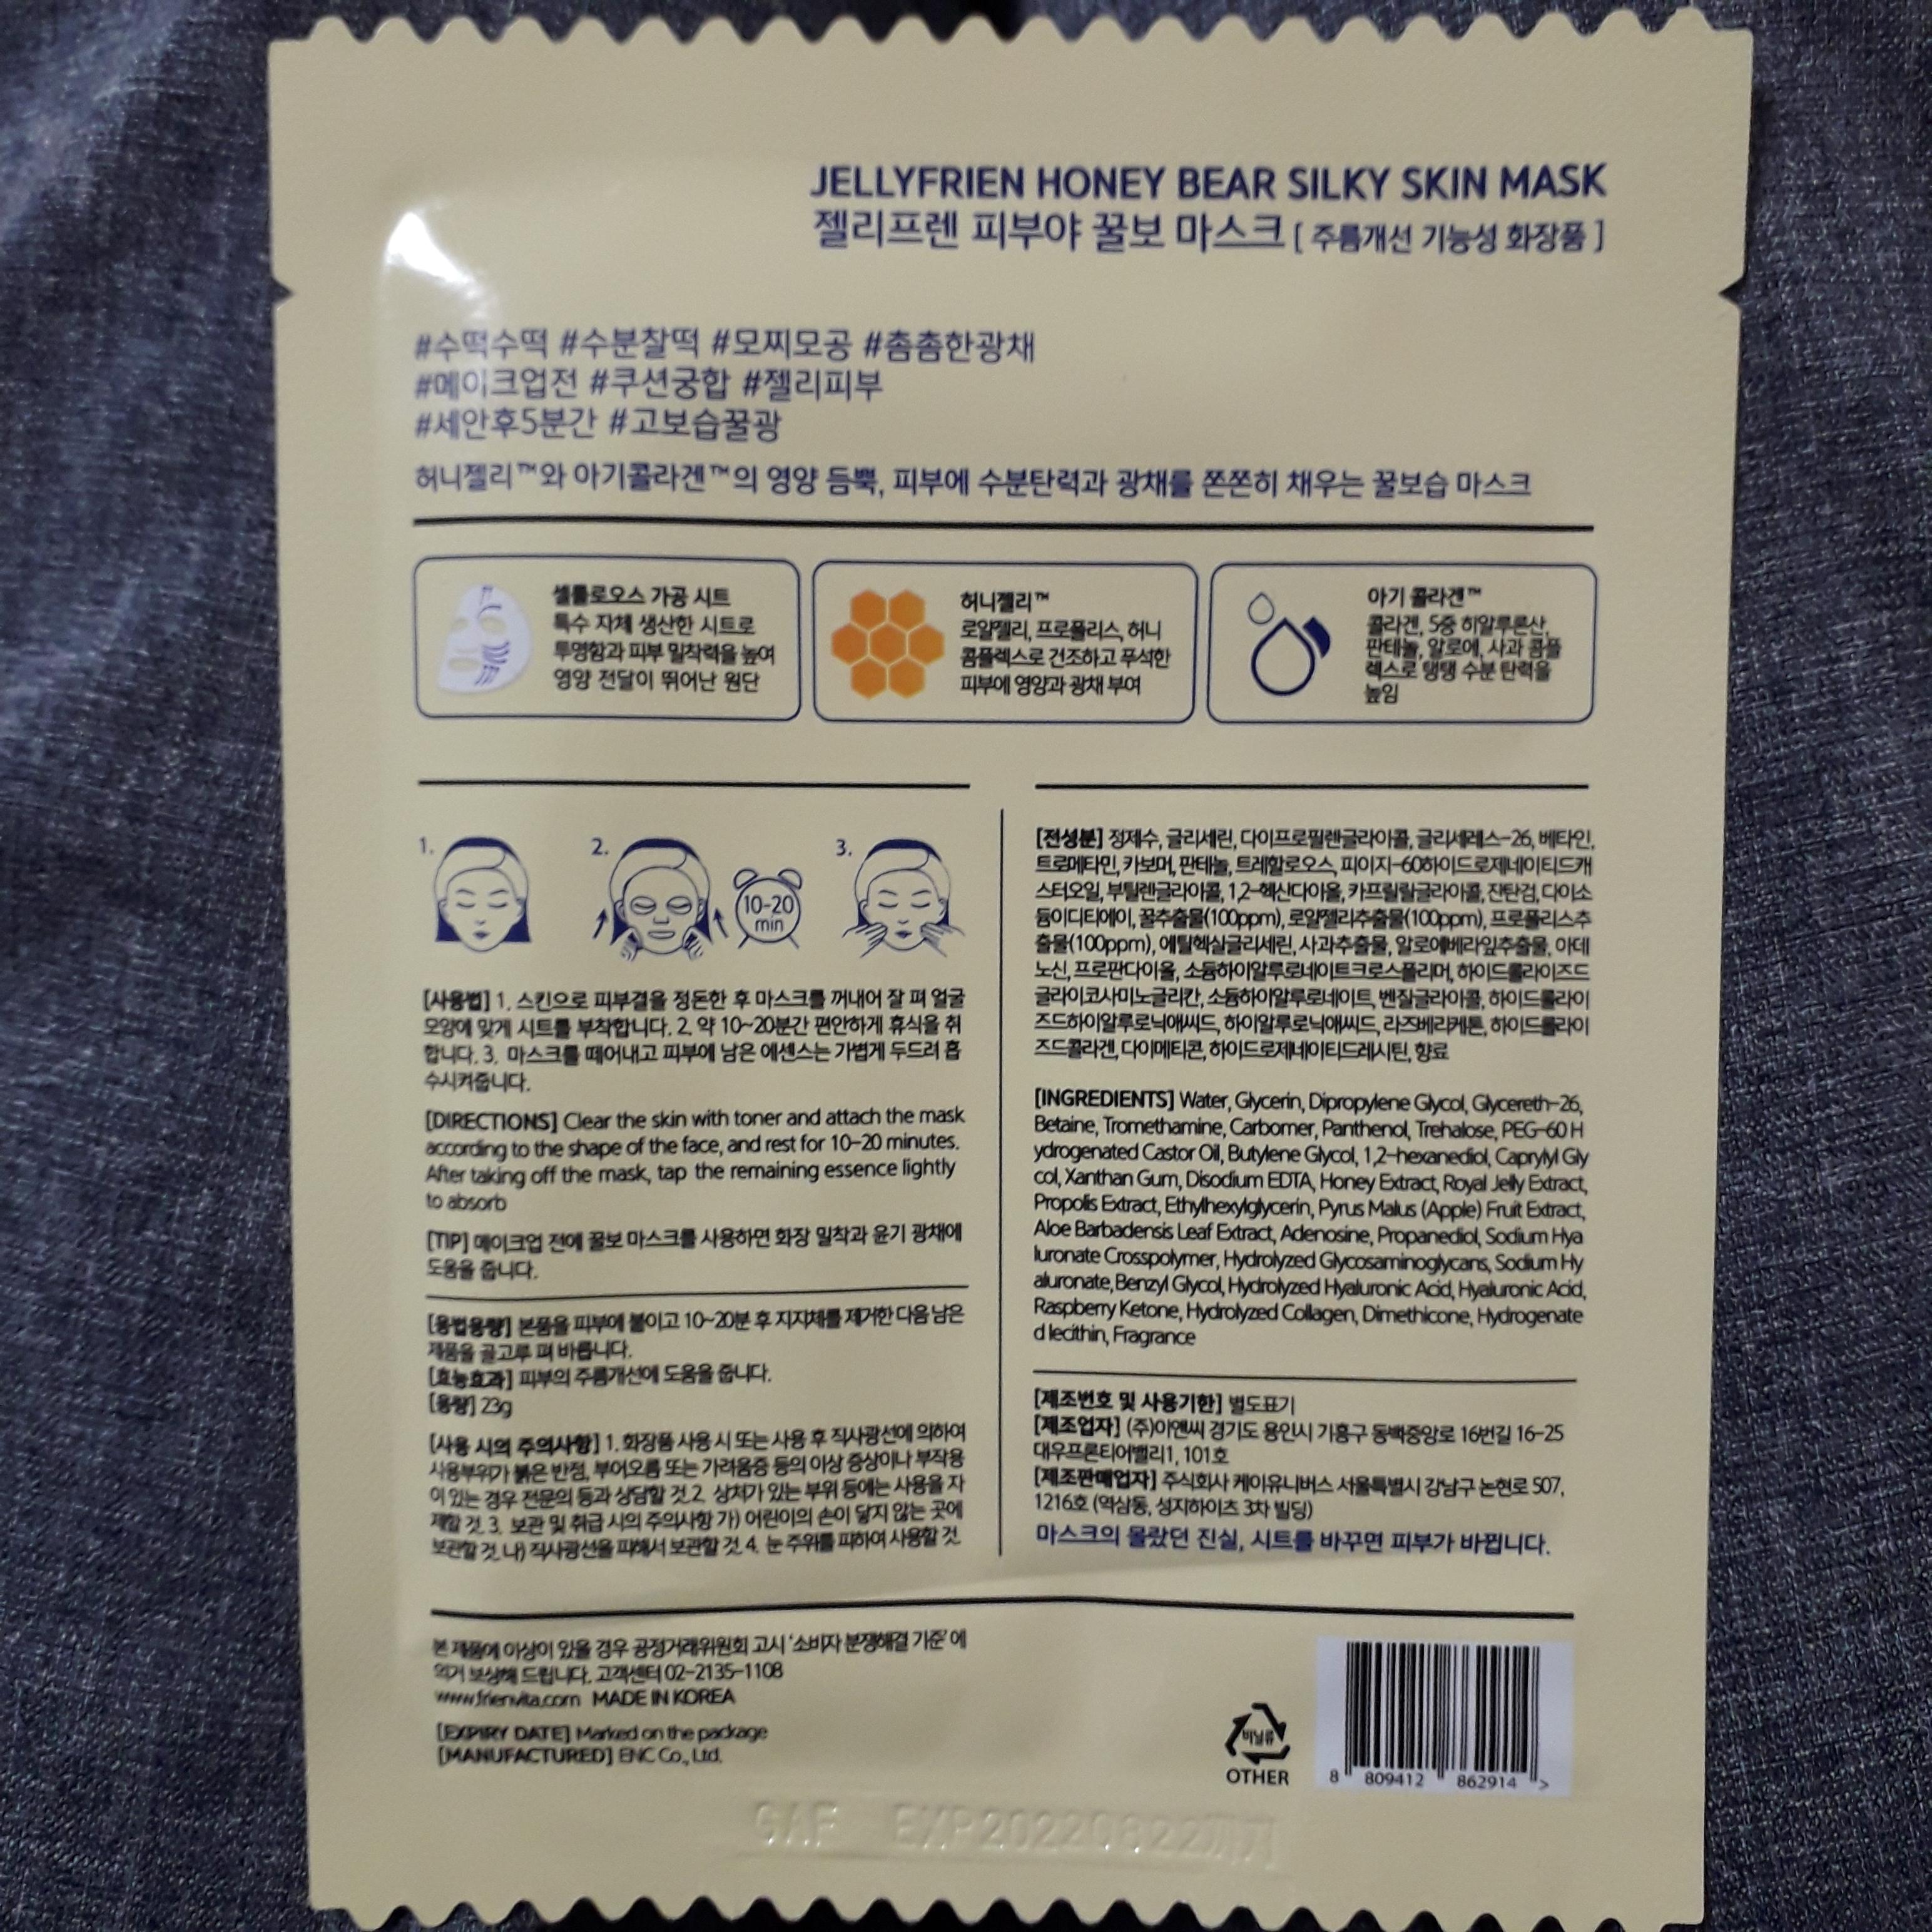 JELLYFRIEN HONEY BEAR SILKY SKIN MASK
젤리프렌 피부야 꿀보 마스크 [ 주름개선 기능성 화장품 ]
#수떡수떡 #수분찰떡 #모찌모공 #촘촘한광채
#메이크업전 #쿠션궁합 #젤리피부
#세안후5분간 #고보습꿀광
허니젤리™와 아기콜라겐™의 영양 듬뿍, 피부에 수분탄력과 광채를 쫀쫀히 채우는 꿀보습 마스크
셀룰로오스 가공 시트
특수 자체 생산한 시트로
투명함과 피부 밀착력을 높여
영양 전달이 뛰어난 원단
허니젤리™
로얄젤리, 프로폴리스, 허니
콤플렉스로 건조하고 푸석한
피부에 영양과 광채 부여
아기 콜라겐™
콜라겐, 5중 히알루론산,
판테놀, 알로에, 사과 콤플
렉스로 탱탱 수분 탄력을
높임
1.
2.
10-20
min
3.
[사용법] 1. 스킨으로 피부결을 정돈한 후 마스크를 꺼내어 잘 펴 얼굴
모양에 맞게 시트를 부착합니다. 2. 약 10~20분간 편안하게 휴식을 취
합니다. 3. 마스크를 떼어내고 피부에 남은 에센스는 가볍게 두드려 흡
수시켜줍니다.
[DIRECTIONS] Clear the skin with toner and attach the mask
according to the shape of the face, and rest for 10-20 minutes.
After taking off the mask, tap the remaining essence lightly
to absorb
[TIP] 메이크업 전에 꿀보 마스크를 사용하면 화장 밀착과 윤기 광채에
도움을 줍니다.
[용법용량] 본품을 피부에 붙이고 10~20분 후 지지체를 제거한 다음 남은
제품을 골고루 펴 바릅니다.
[효능효과] 피부의 주름개선에 도움을 줍니다.
[용량] 23g
[사용 시의 주의사항] 1. 화장품 사용 시 또는 사용 후 직사광선에 의하여
사용부위가 붉은 반점, 부어오름 또는 가려움증 등의 이상 증상이나 부작용
이 있는 경우 전문의 등과 상담할 것 2. 상처가 있는 부위 등에는 사용을 자
제할 것 3. 보관 및 취급 시의 주의사항 가) 어린이의 손이 닿지 않는 곳에
보관할 것 나) 직사광선을 피해서 보관할 것 4. 눈 주위를 피하여 사용할 것
[전성분] 정제수, 글리세린, 다이프로필렌글라이콜, 글리세레스-26, 베타인,
트로메타민, 카보머, 판테놀, 트레할로오스, 피이지-60하이드로제네이티드캐
스터오일, 부틸렌글라이콜, 1,2-헥산다이올, 카프릴릴글라이콜, 잔탄검, 다이소
듐이디티에이, 꿀추출물(100ppm), 로얄젤리추출물(100ppm), 프로폴리스추
출물(100ppm), 에틸헥실글리세린, 사과추출물, 알로에베라잎추출물, 아데
노신, 프로판다이올, 소듐하이알루로네이트크로스폴리머, 하이드롤라이즈드
글라이코사미노글리칸, 소듐하이알루로네이트, 벤질글라이콜, 하이드롤라이
즈드하이알루로닉애씨드, 하이알루로닉애씨드, 라즈베리케톤, 하이드롤라이
즈드콜라겐, 다이메티콘, 하이드로제네이티드레시틴, 향료
[INGREDIENTS] Water, Glycerin, Dipropylene Glycol, Glycereth-26,
Betaine, Tromethamine, Carbomer, Panthenol, Trehalose, PEG-60 H
ydrogenated Castor Oil, Butylene Glycol, 1,2-hexanediol, Caprylyl Gly
col, Xanthan Gum, Disodium EDTA, Honey Extract, Royal Jelly Extract,
Propolis Extract, Ethylhexylglycerin, Pyrus Malus (Apple) Fruit Extract,
Aloe Barbadensis Leaf Extract, Adenosine, Propanediol, Sodium Hya
luronate Crosspolymer, Hydrolyzed Glycosaminoglycans, Sodium Hy
aluronate, Benzyl Glycol, Hydrolyzed Hyaluronic Acid, Hyaluronic Acid,
Raspberry Ketone, Hydrolyzed Collagen, Dimethicone, Hydrogenate
d lecithin, Fragrance
[제조번호 및 사용기한] 별도표기
[제조업자] (주)이앤씨 경기도 용인시 기흥구 동백중앙로 16번길 16-25
대우프론티어밸리1, 101호
[제조판매업자] 주식회사 케이유니버스 서울특별시 강남구 논현로 507,
1216호 (역삼동, 성지하이츠 3차 빌딩)
마스크의 몰랐던 진실, 시트를 바꾸면 피부가 바뀝니다.
본 제품에 이상이 있을 경우 공정거래위원회 고시 '소비자 분쟁해결 기준'에
의거 보상해 드립니다. 고객센터 02-2135-1108
www.frienvita.com MADE IN KOREA
[EXPIRY DATE] Marked on the package
[MANUFACTURED] ENC Co., Ltd.
비닐류
OTHER
8 809412 862914 >
GAF EXP20220822까지